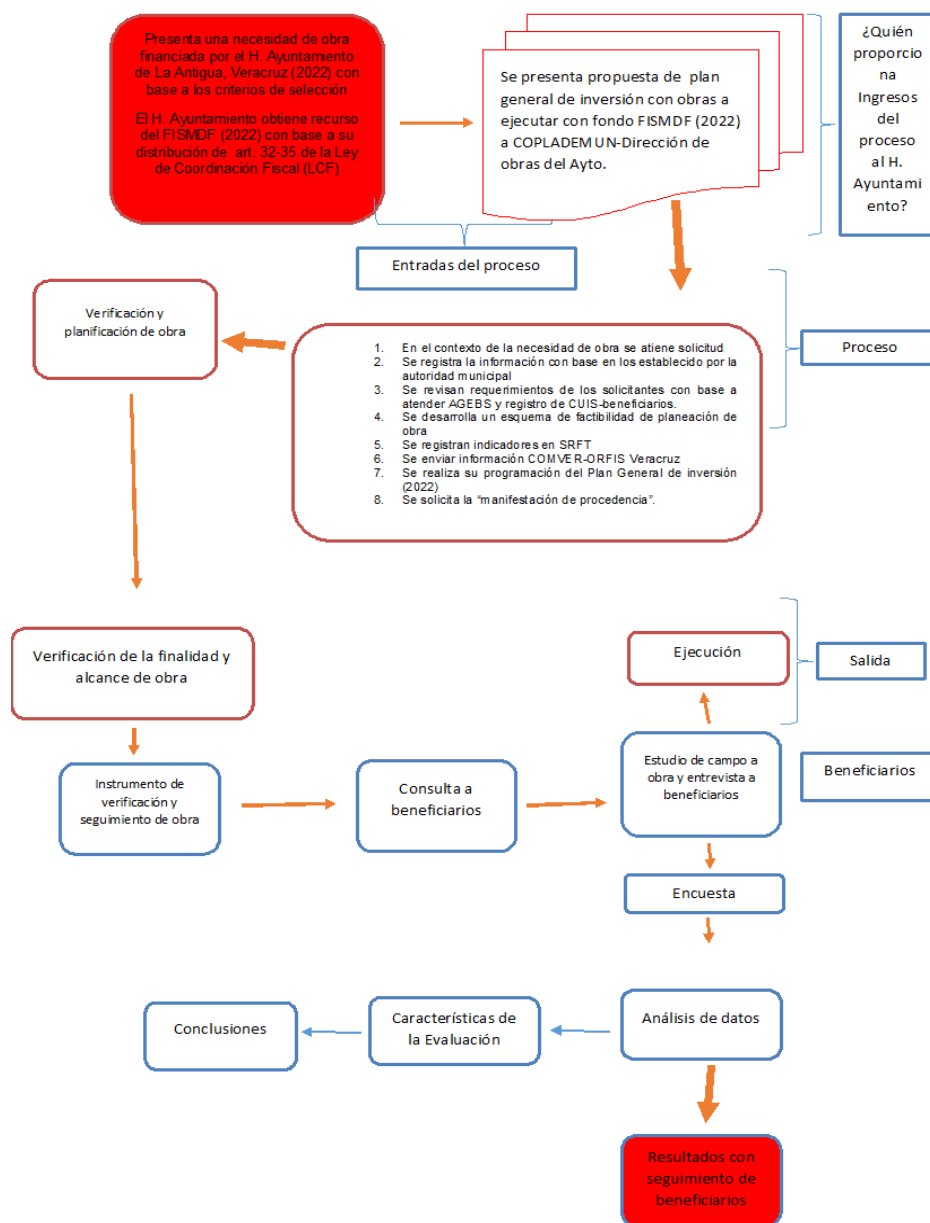 Presenta una necesidad de obra
financiada por el H. Ayuntamiento
de La Antigua, Veracruz (2022) con
base a los criterios de selección
El H. Ayuntamiento obtiene recurso
del FISMDF (2022) con base a su
distribución de art. 32-35 de la Ley
de Coordinación Fiscal (LCF)
Se presenta propuesta de plan
general de inversión con obras a
ejecutar con fondo FISMDF (2022)
a COPLADEMUN-Dirección de
obras del Ayto.
¿Quién
proporcio
na
Ingresos
del
proceso
al H.
Ayuntami
ento?
Entradas del proceso
Verificación y
planificación de obra
1. En el contexto de la necesidad de obra se atiene solicitud
2. Se registra la información con base en los establecido por la
autoridad municipal
3. Se revisan requerimientos de los solicitantes con base a
atender AGEBS y registro de CUIS-beneficiarios.
4. Se desarrolla un esquema de factibilidad de planeación de
obra
5. Se registran indicadores en SRFT
6. Se enviar información COMVER-ORFIS Veracruz
7. Se realiza su programación del Plan General de inversión
(2022)
8. Se solicita la “manifestación de procedencia”.
Proceso
Verificación de la finalidad y
alcance de obra
Ejecución
Salida
Instrumento de
verificación y
seguimiento de obra
Consulta a
beneficiarios
Estudio de campo a
obra y entrevista a
beneficiarios
Beneficiarios
Encuesta
Conclusiones
Características de
la Evaluación
Análisis de datos
Resultados con
seguimiento de
beneficiarios